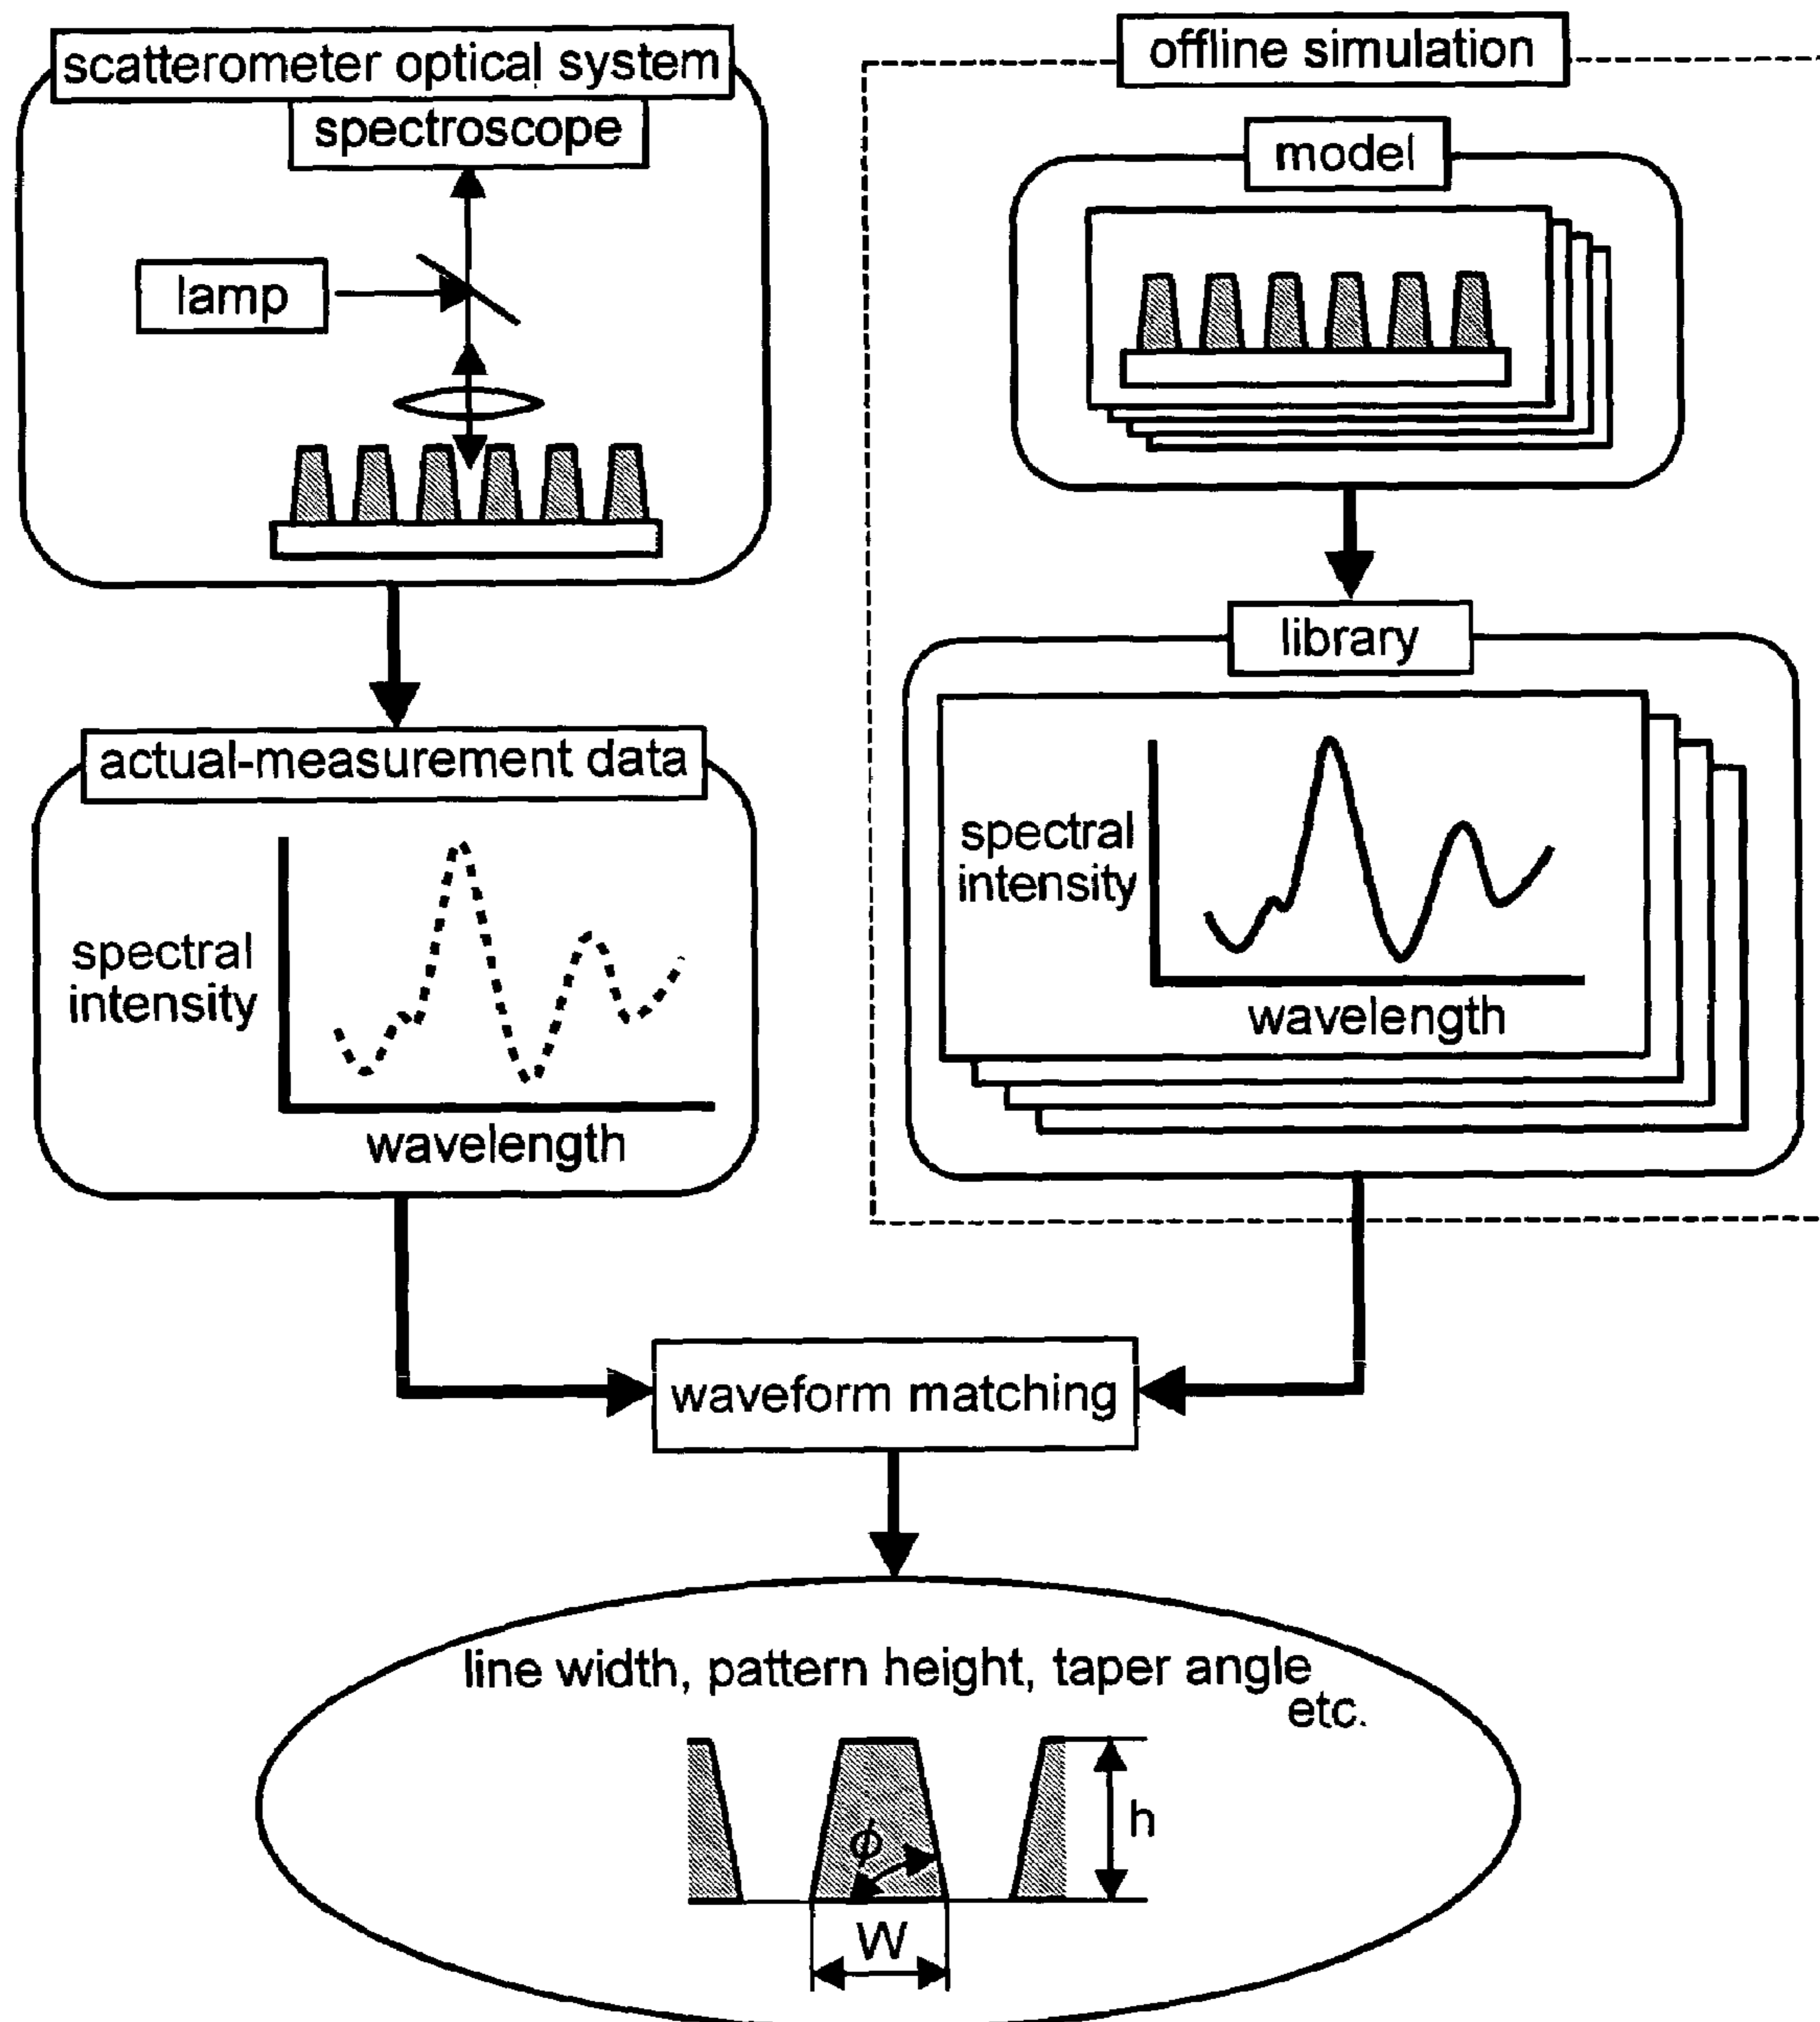 scatterometer optical system
spectroscope
lamp
actual-measurement data
spectral
intensity
wavelength
offline simulation
model
library
spectral
intensity
wavelength
waveform matching
line width, pattern height, taper angle
etc.
ϕ
h
W